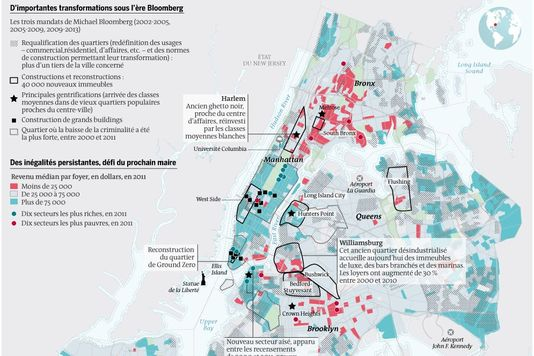 D'importantes transformations sous l'ère Bloomberg
Les trois mandats de Michael Bloomberg (2002-2005,
2005-2009, 2009-2013)
Requalification des quartiers (redéfinition des usages
– commercial,résidentiel, d'affaires, etc. – et des normes
de construction permettant leur transformation) :
plus d'un tiers de la ville concerné
Constructions et reconstructions :
40 000 nouveaux immeubles
Principales gentrifications (arrivée des classes
moyennes dans de vieux quartiers populaires
proches du centre-ville)
Construction de grands buildings
Quartier où la baisse de la criminalité a été
la plus forte, entre 2000 et 2011
Des inégalités persistantes, défi du prochain maire
Revenu médian par foyer, en dollars, en 2011
Moins de 25 000
De 25 000 à 75 000
Plus de 75 000
Dix secteurs les plus riches, en 2011
Dix secteurs les plus pauvres, en 2011
ÉTAT
DU NEW JERSEY
Hudson River
Long Island
Sound
Bronx
Melrose
South Bronx
Harlem
Ancien ghetto noir,
proche du centre
d'affaires, réinvesti
par les classes
moyennes blanches
Université Columbia
Manhattan
West Side
Long Island City
Hunters Point
Aéroport
La Guardia
Flushing
Queens
East River
Reconstruction
du quartier
de Ground Zero
Ellis
Island
Statue
de la Liberté
Upper
Bay
Williamsburg
Cet ancien quartier désindustrialisé
accueille aujourd'hui des immeubles
de luxe, des bars branchés et des marinas.
Les loyers ont augmenté de 30 %
entre 2000 et 2010
Bushwick
Bedford-
Stuyvesant
Crown Heights
Brooklyn
Nouveau secteur aisé, apparu
entre les recensements
Aéroport
John F. Kennedy